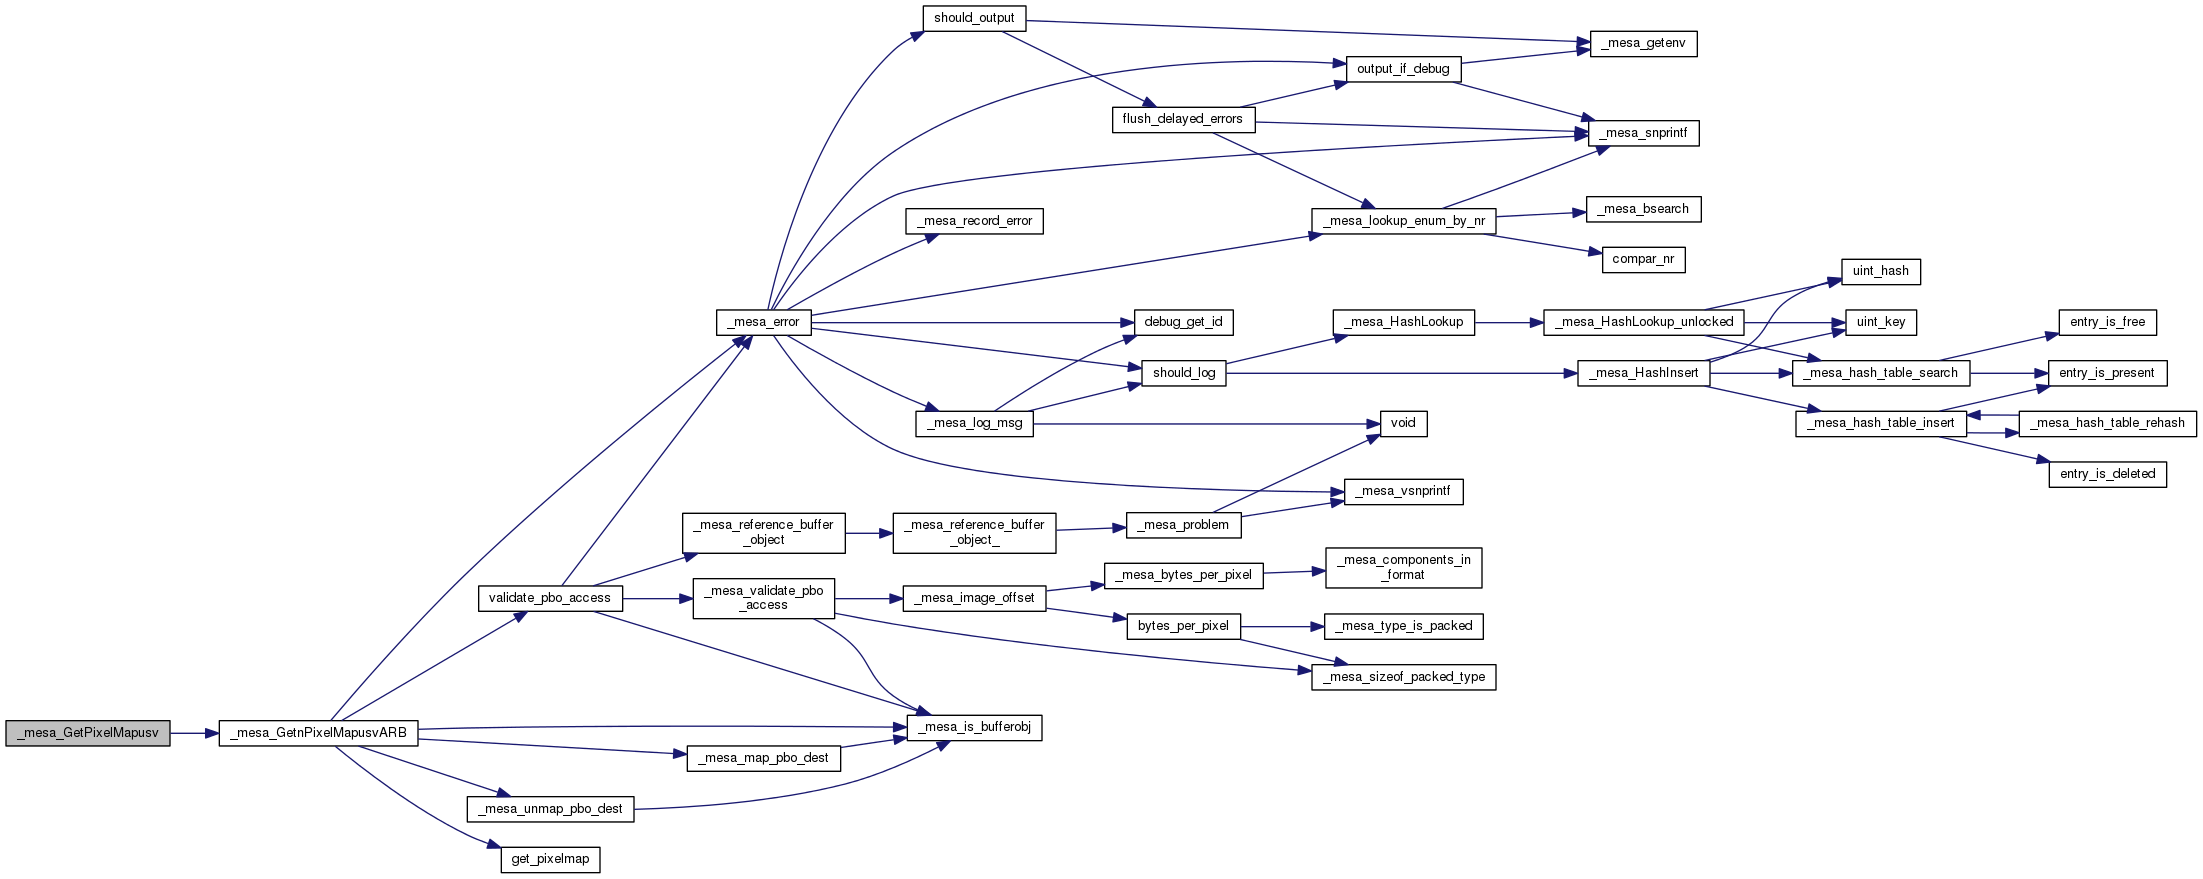 should_output
_mesa_getenv
output_if_debug
flush_delayed_errors
_mesa_snprintf
_mesa_record_error
_mesa_lookup_enum_by_nr
_mesa_bsearch
compar_nr
uint_hash
_mesa_error
debug_get_id
_mesa_HashLookup
_mesa_HashLookup_unlocked
uint_key
entry_is_free
should_log
_mesa_HashInsert
_mesa_hash_table_search
entry_is_present
_mesa_log_msg
void
_mesa_hash_table_insert
_mesa_hash_table_rehash
entry_is_deleted
_mesa_vsnprintf
_mesa_reference_buffer
_object
_mesa_reference_buffer
_object_
_mesa_problem
_mesa_components_in
_format
_mesa_bytes_per_pixel
validate_pbo_access
_mesa_validate_pbo
_access
_mesa_image_offset
bytes_per_pixel
_mesa_type_is_packed
_mesa_sizeof_packed_type
_mesa_GetPixelMapusv
_mesa_GetnPixelMapusvARB
_mesa_is_bufferobj
_mesa_map_pbo_dest
_mesa_unmap_pbo_dest
get_pixelmap